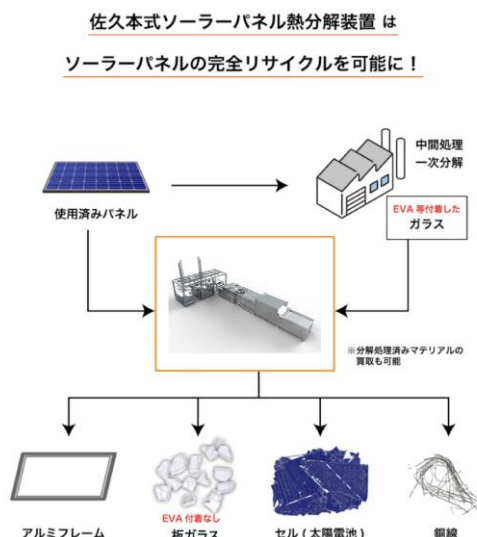 佐久本式ソーラーパネル熱分解装置 は
ソーラーパネルの完全リサイクルを可能に！
中間処理
一次分解
使用済みパネル
EVA 等付着した
ガラス
※分解処理済みマテリアルの
買取も可能
アルミフレーム
EVA 付着なし
板ガラス
セル ( 太陽電池 )
銅線